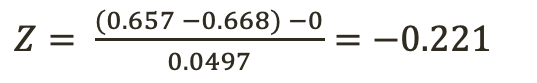 Z = (0.657 −0.668) −0 / 0.0497 = −0.221